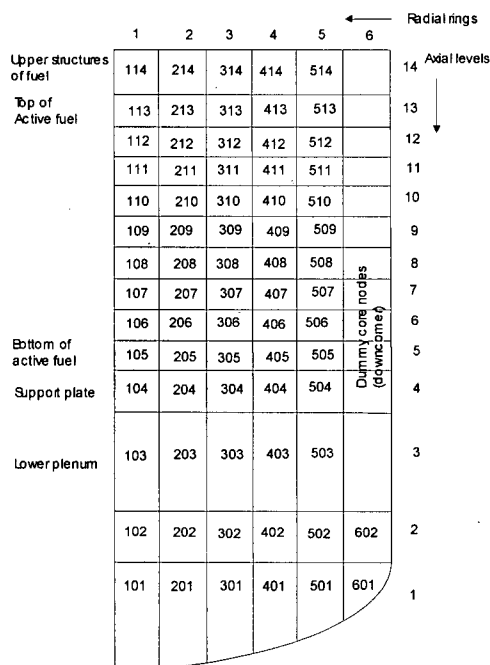 Radial rings
1 2 3 4 5 6
Upper structures
of fuel
114 214 314 414 514 14
Axial levels
Top of
Active fuel
113 213 313 413 513 13
112 212 312 412 512 12
111 211 311 411 511 11
110 210 310 410 510 10
109 209 309 409 509 9
108 208 308 408 508 8
107 207 307 407 507 7
106 206 306 406 506 6
Dummy core nodes
(downcomer)
Bottom of
active fuel
105 205 305 405 505 5
Support plate
104 204 304 404 504 4
Lower plenum
103 203 303 403 503 3
102 202 302 402 502 602 2
101 201 301 401 501 601 1